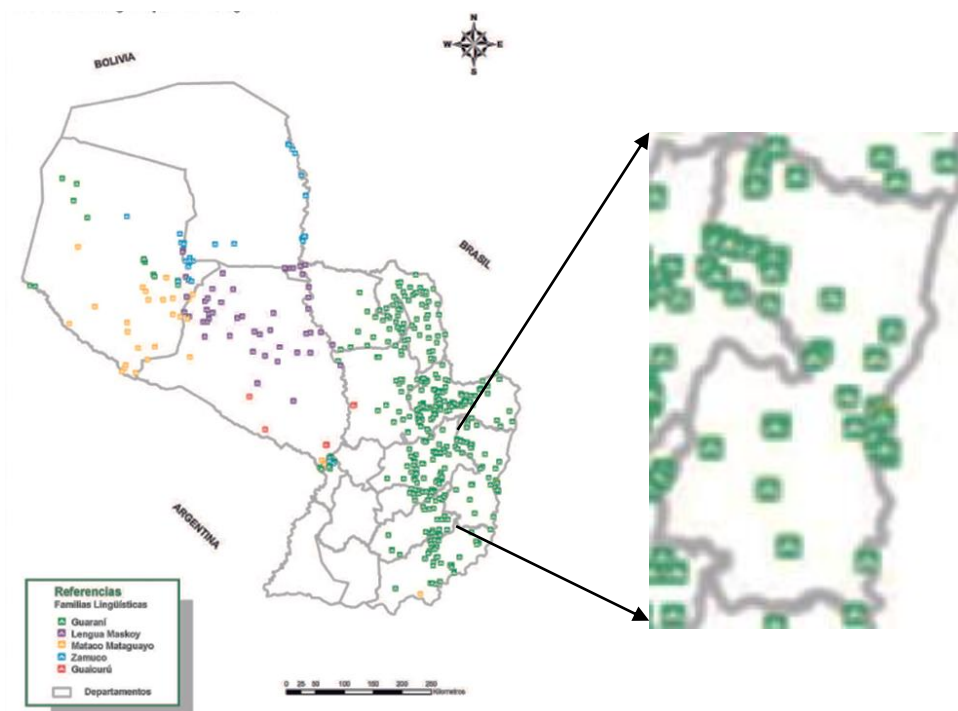 N
W E
S
BOLIVIA
BRASIL
ARGENTINA
Referencias
Familias Lingüísticas
Guaraní
Lengua Maskoy
Mataco Mataguayo
Zamuco
Guaicurú
Departamentos
0 25 50 100 150 200 250
Kilometros